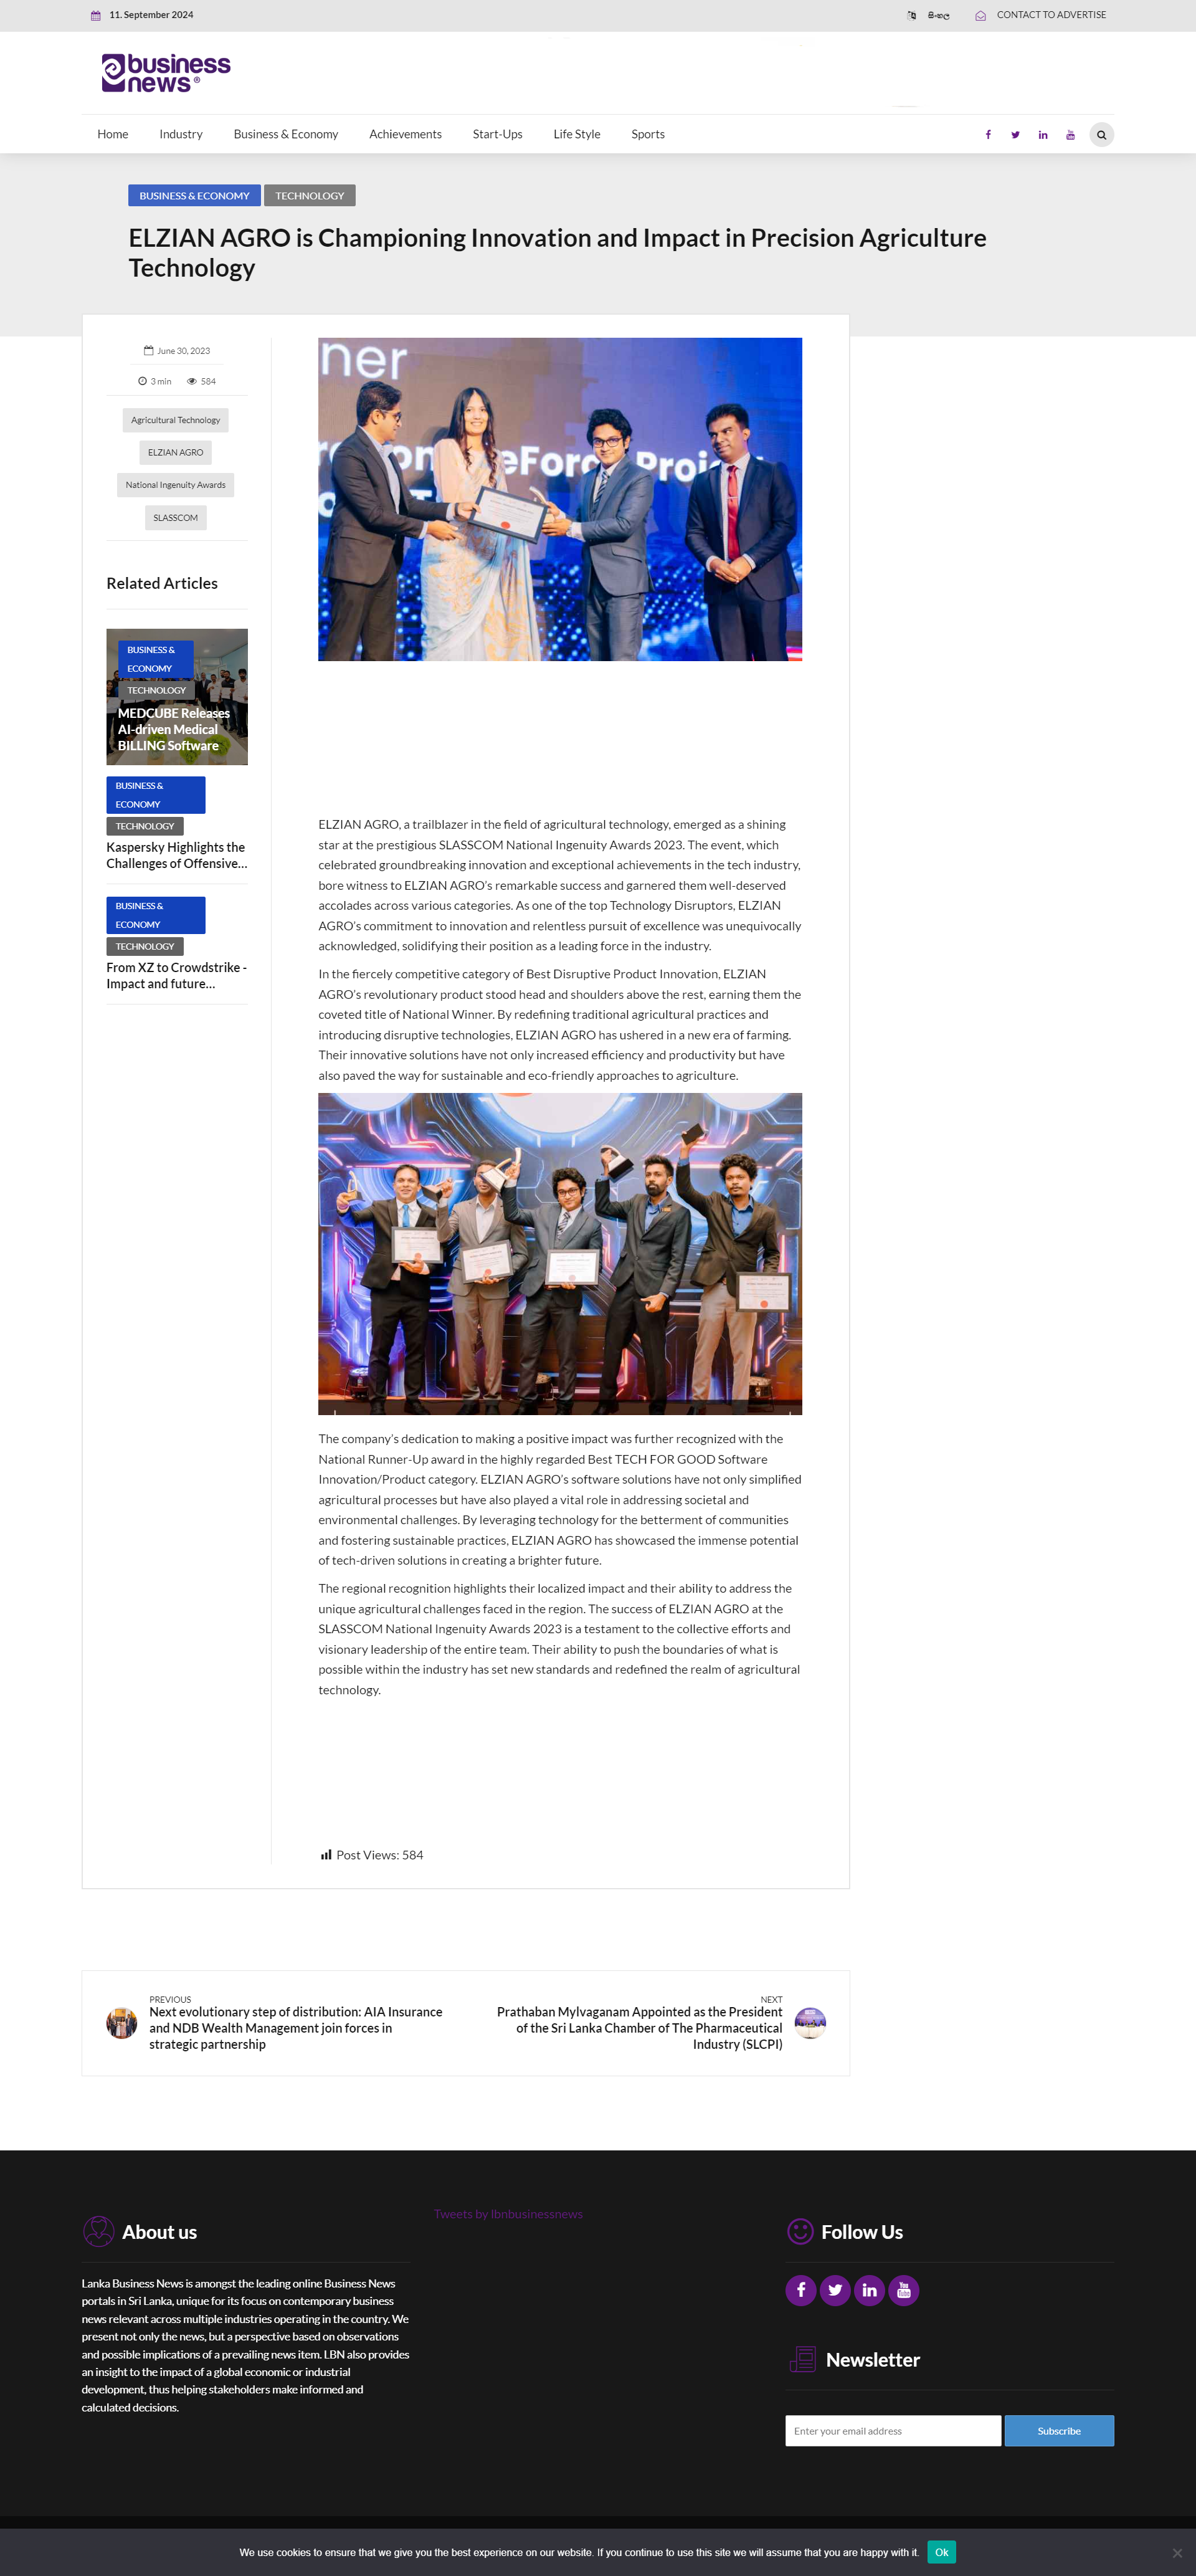 11. September 2024
සිංහල
CONTACT TO ADVERTISE
business
news®
Home
Industry
Business & Economy
Achievements
Start-Ups
Life Style
Sports
BUSINESS & ECONOMY
TECHNOLOGY
ELZIAN AGRO is Championing Innovation and Impact in Precision Agriculture
Technology
June 30, 2023
3 min
584
Agricultural Technology
ELZIAN AGRO
National Ingenuity Awards
SLASSCOM
Related Articles
BUSINESS &
ECONOMY
TECHNOLOGY
MEDCUBE Releases
AI-driven Medical
BILLING Software
BUSINESS &
ECONOMY
TECHNOLOGY
Kaspersky Highlights the
Challenges of Offensive...
BUSINESS &
ECONOMY
TECHNOLOGY
From XZ to Crowdstrike -
Impact and future...
ELZIAN AGRO, a trailblazer in the field of agricultural technology, emerged as a shining
star at the prestigious SLASSCOM National Ingenuity Awards 2023. The event, which
celebrated groundbreaking innovation and exceptional achievements in the tech industry,
bore witness to ELZIAN AGRO’s remarkable success and garnered them well-deserved
accolades across various categories. As one of the top Technology Disruptors, ELZIAN
AGRO’s commitment to innovation and relentless pursuit of excellence was unequivocally
acknowledged, solidifying their position as a leading force in the industry.
In the fiercely competitive category of Best Disruptive Product Innovation, ELZIAN
AGRO’s revolutionary product stood head and shoulders above the rest, earning them the
coveted title of National Winner. By redefining traditional agricultural practices and
introducing disruptive technologies, ELZIAN AGRO has ushered in a new era of farming.
Their innovative solutions have not only increased efficiency and productivity but have
also paved the way for sustainable and eco-friendly approaches to agriculture.
The company’s dedication to making a positive impact was further recognized with the
National Runner-Up award in the highly regarded Best TECH FOR GOOD Software
Innovation/Product category. ELZIAN AGRO’s software solutions have not only simplified
agricultural processes but have also played a vital role in addressing societal and
environmental challenges. By leveraging technology for the betterment of communities
and fostering sustainable practices, ELZIAN AGRO has showcased the immense potential
of tech-driven solutions in creating a brighter future.
The regional recognition highlights their localized impact and their ability to address the
unique agricultural challenges faced in the region. The success of ELZIAN AGRO at the
SLASSCOM National Ingenuity Awards 2023 is a testament to the collective efforts and
visionary leadership of the entire team. Their ability to push the boundaries of what is
possible within the industry has set new standards and redefined the realm of agricultural
technology.
Post Views: 584
PREVIOUS
Next evolutionary step of distribution: AIA Insurance
and NDB Wealth Management join forces in
strategic partnership
NEXT
Prathaban Mylvaganam Appointed as the President
of the Sri Lanka Chamber of The Pharmaceutical
Industry (SLCPI)
About us
Lanka Business News is amongst the leading online Business News
portals in Sri Lanka, unique for its focus on contemporary business
news relevant across multiple industries operating in the country. We
present not only the news, but a perspective based on observations
and possible implications of a prevailing news item. LBN also provides
an insight to the impact of a global economic or industrial
development, thus helping stakeholders make informed and
calculated decisions.
Tweets by lbnbusinessnews
Follow Us
Newsletter
Enter your email address
Subscribe
We use cookies to ensure that we give you the best experience on our website. If you continue to use this site we will assume that you are happy with it.
Ok